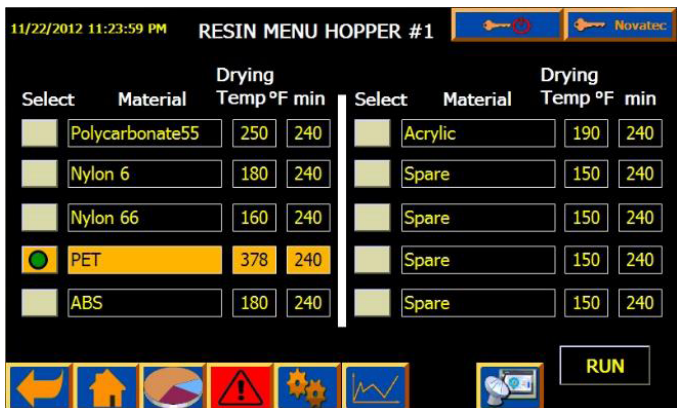 11/22/2012 11:23:59 PM RESIN MENU HOPPER #1 Novatec
Drying Drying
Select Material Temp ºF min Select Material Temp ºF min
Polycarbonate55 250 240 Acrylic 190 240
Nylon 6 180 240 Spare 150 240
Nylon 66 160 240 Spare 150 240
PET 378 240 Spare 150 240
ABS 180 240 Spare 150 240
RUN